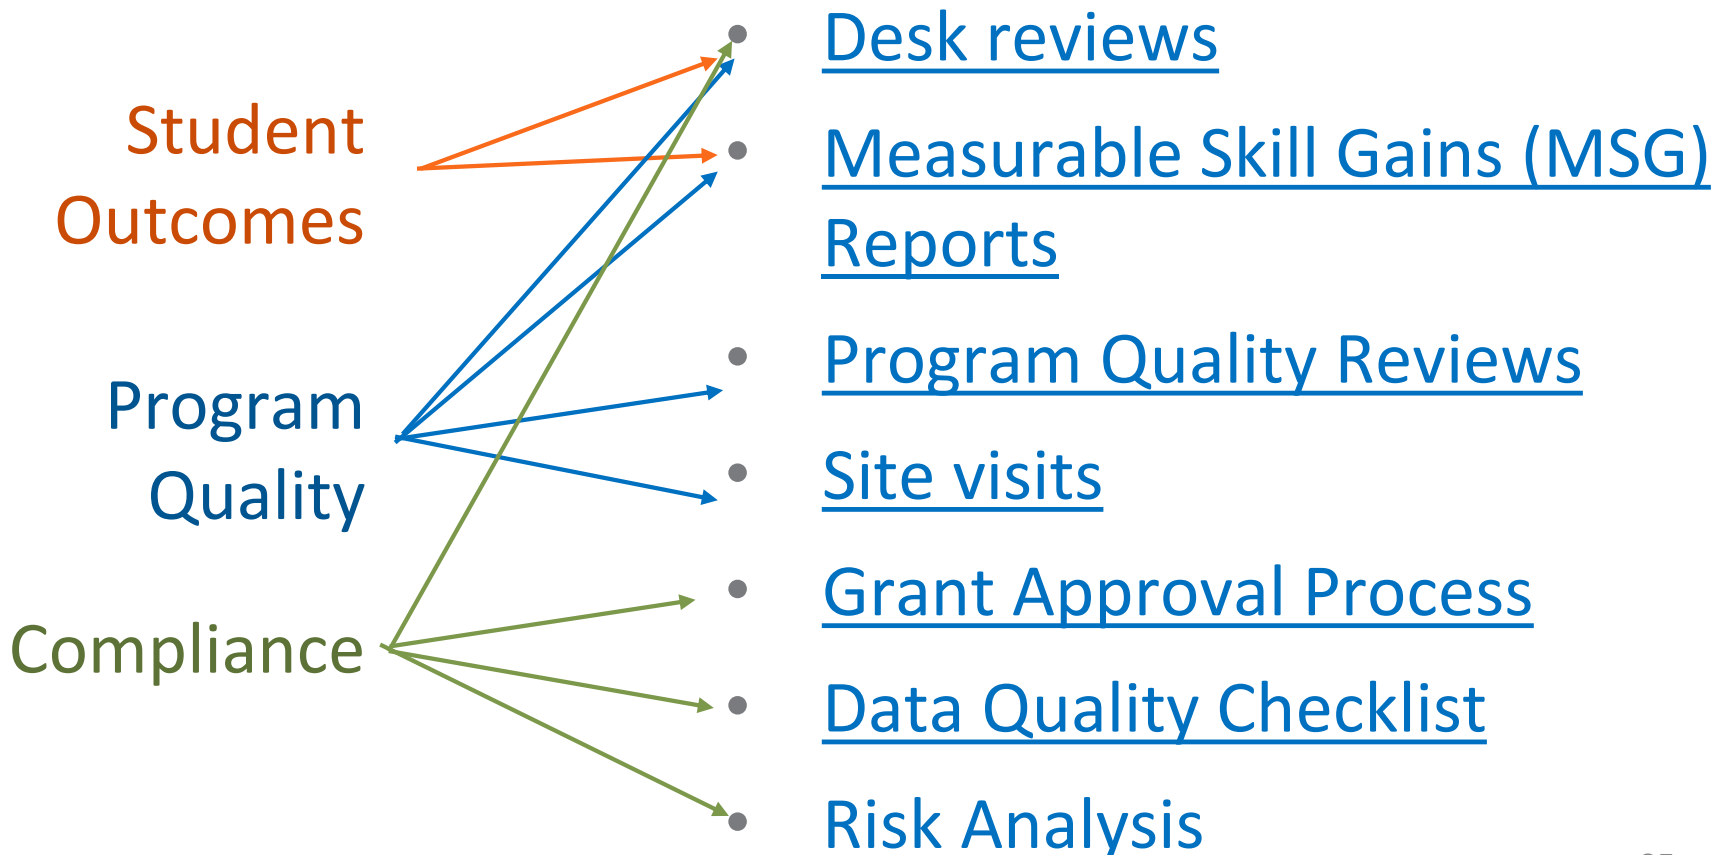 Student
Outcomes
Program
Quality
Compliance
Desk reviews
Measurable Skill Gains (MSG)
Reports
Program Quality Reviews
Site visits
Grant Approval Process
Data Quality Checklist
Risk Analysis